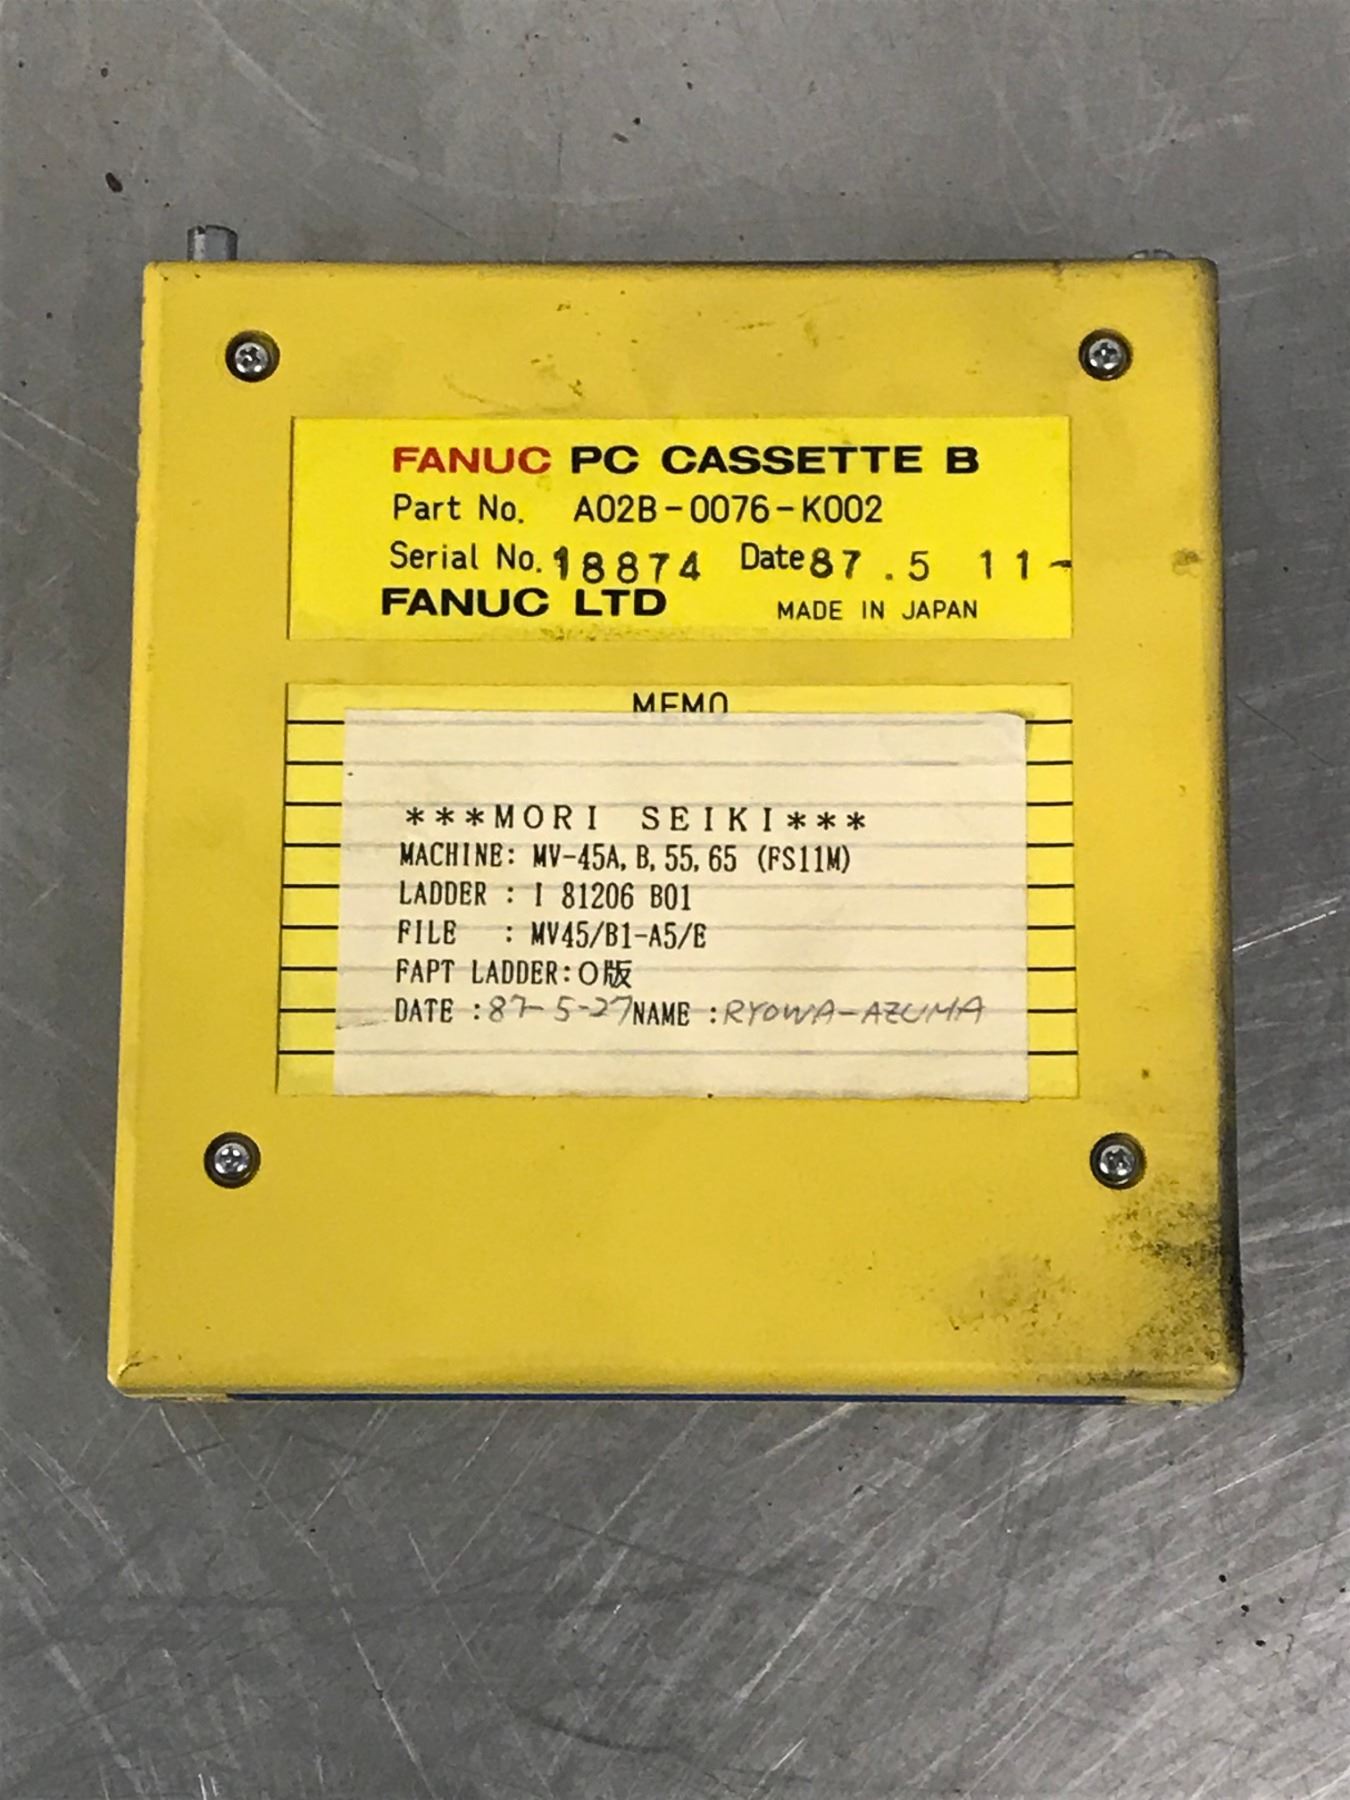 FANUC PC CASSETTE B
Part No. A02B-0076-K002
Serial No. 18874 Date 87.5 11-
FANUC LTD MADE IN JAPAN
MEMO
***MORI SEIKI***
MACHINE: MV-45A, B, 55, 65 (FS11M)
LADDER : I 81206 B01
FILE : MV45/B1-A5/E
FAPT LADDER:O版
DATE :87-5-27 NAME :RYOWA-AZUMA